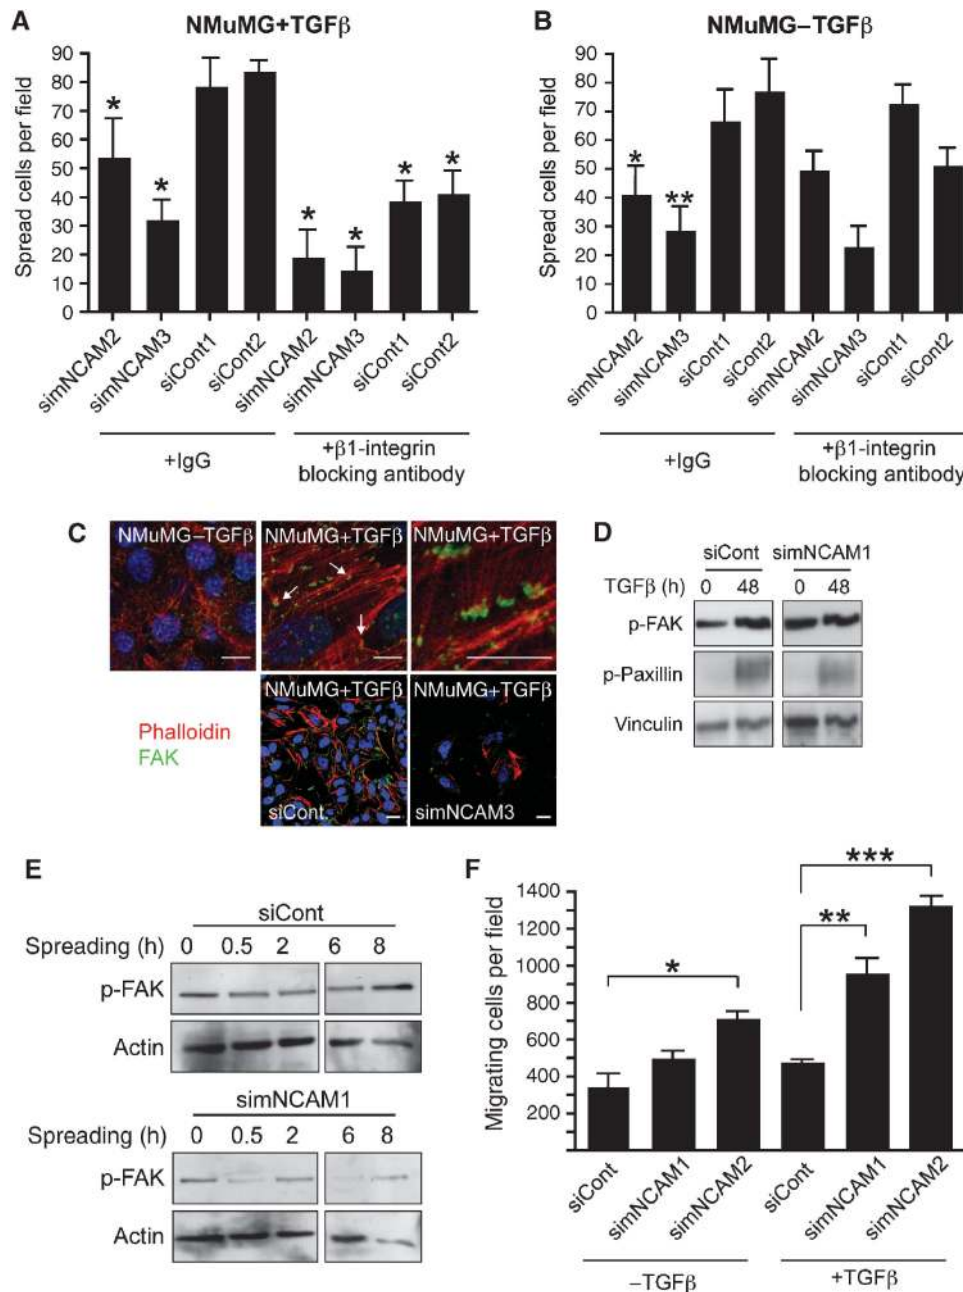 A
NMuMG+TGFβ
Spread cells per field
90
80
70
60
50
40
30
20
10
0
*
*
*
*
*
*
simNCAM2
simNCAM3
siCont1
siCont2
simNCAM2
simNCAM3
siCont1
siCont2
+IgG
+β1-integrin
blocking antibody
B
NMuMG–TGFβ
Spread cells per field
90
80
70
60
50
40
30
20
10
0
*
**
simNCAM2
simNCAM3
siCont1
siCont2
simNCAM2
simNCAM3
siCont1
siCont2
+IgG
+β1-integrin
blocking antibody
C
NMuMG–TGFβ
NMuMG+TGFβ
NMuMG+TGFβ
Phalloidin
FAK
NMuMG+TGFβ
siCont
NMuMG+TGFβ
simNCAM3
D
siCont simNCAM1
TGFβ (h) 0 48 0 48
p-FAK
p-Paxillin
Vinculin
E
siCont
Spreading (h) 0 0.5 2 6 8
p-FAK
Actin
simNCAM1
Spreading (h) 0 0.5 2 6 8
p-FAK
Actin
F
Migrating cells per field
1400
1200
1000
800
600
400
200
*
**
***
siCont
simNCAM1
simNCAM2
siCont
simNCAM1
simNCAM2
–TGFβ
+TGFβ